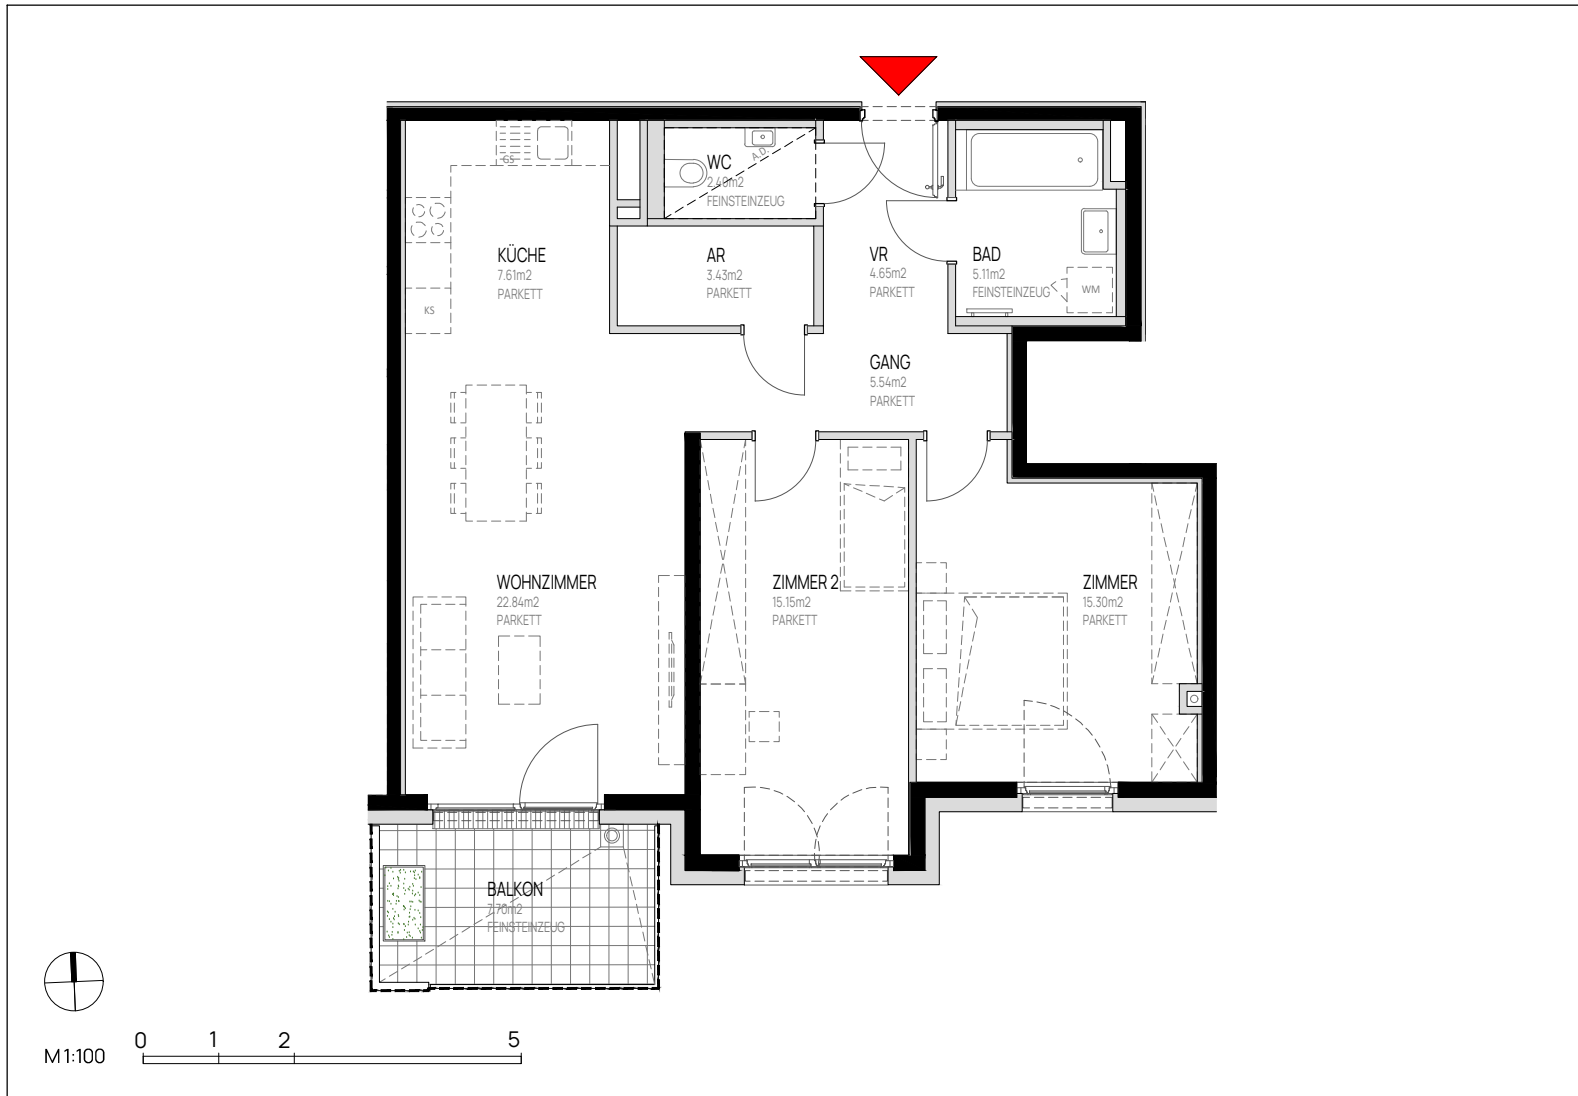 GS
WC
A.D.
2.40m2
FEINSTEINZEUG
KÜCHE
7.61m2
PARKETT
AR
3.43m2
PARKETT
VR
4.65m2
PARKETT
BAD
5.11m2
FEINSTEINZEUG
WM
KS
GANG
5.54m2
PARKETT
WOHNZIMMER
22.84m2
PARKETT
ZIMMER 2
15.15m2
PARKETT
ZIMMER
15.30m2
PARKETT
BALKON
7.70m2
FEINSTEINZEUG
M1:100
0 1 2 5